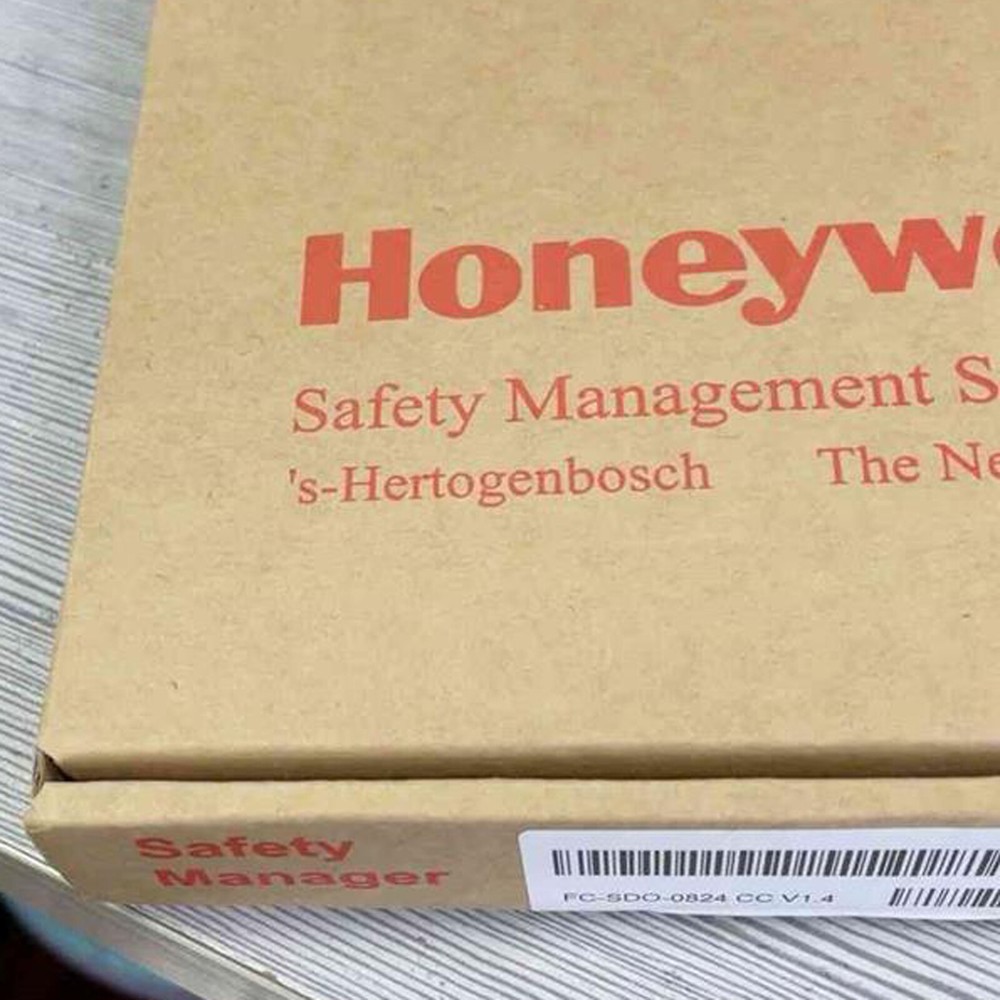 Honeyw
Safety Management S
's-Hertogenbosch The Ne
Safety
Manager
FC-SDO-0824 CC V1.4